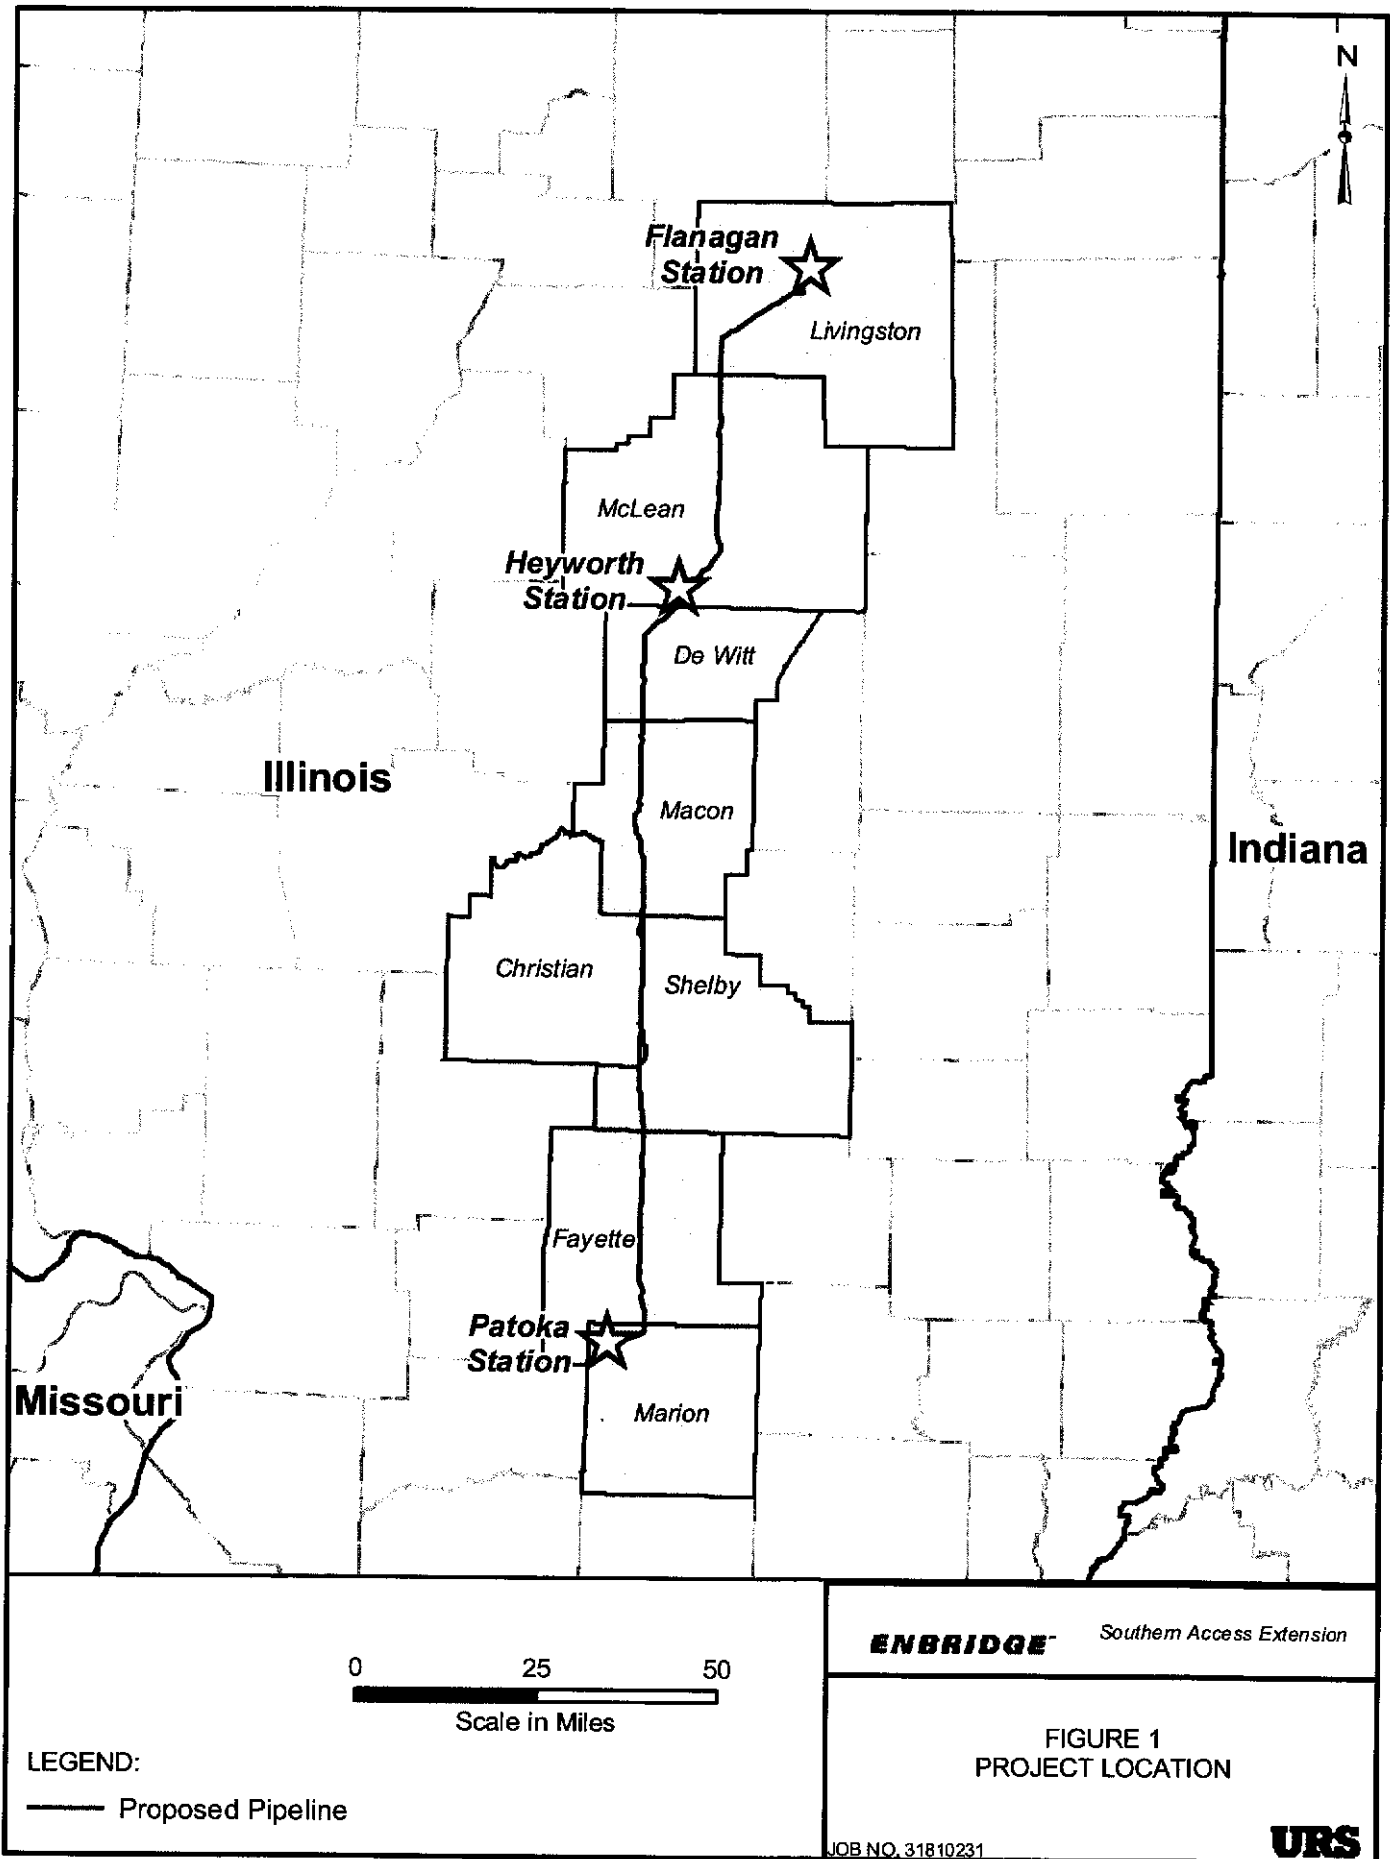 N
Flanagan
Station
Livingston
McLean
Heyworth
Station
De Witt
Illinois
Macon
Indiana
Christian
Shelby
Fayette
Patoka
Station
Missouri
Marion
0 25 50
Scale in Miles
LEGEND:
Proposed Pipeline
ENBRIDGE Southern Access Extension
FIGURE 1
PROJECT LOCATION
JOB NO. 31810231
URS